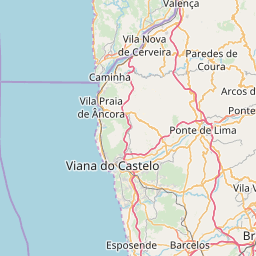 Valença
Vila Nova
de Cerveira
Paredes de
Coura
Caminha
Arcos d
Vila Praia
de Âncora
Ponte
Ponte de Lima
Viana do Castelo
Vila V
Br
Esposende
Barcelos